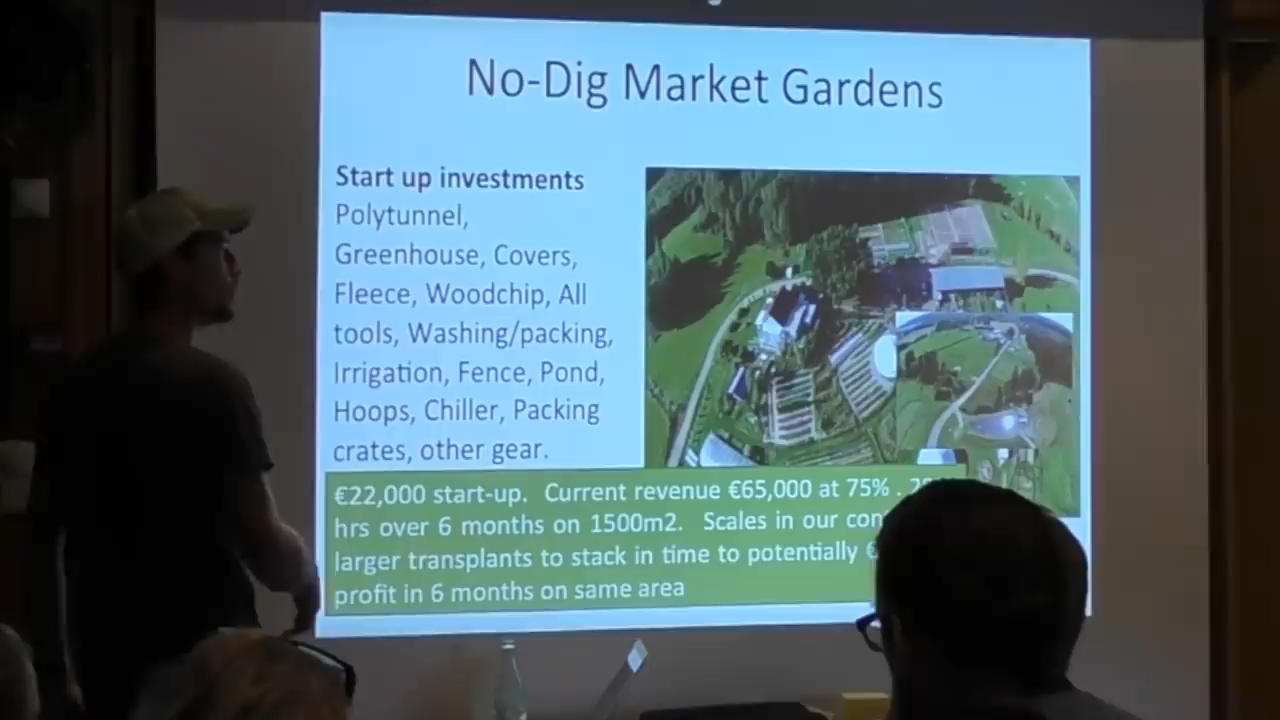 No-Dig Market Gardens
Start up investments
Polytunnel,
Greenhouse, Covers,
Fleece, Woodchip, All
tools, Washing/packing,
Irrigation, Fence, Pond,
Hoops, Chiller, Packing
crates, other gear.
€22,000 start-up. Current revenue €65,000 at 75% .
hrs over 6 months on 1500m2. Scales in our
larger transplants to stack in time to potentially
profit in 6 months on same area